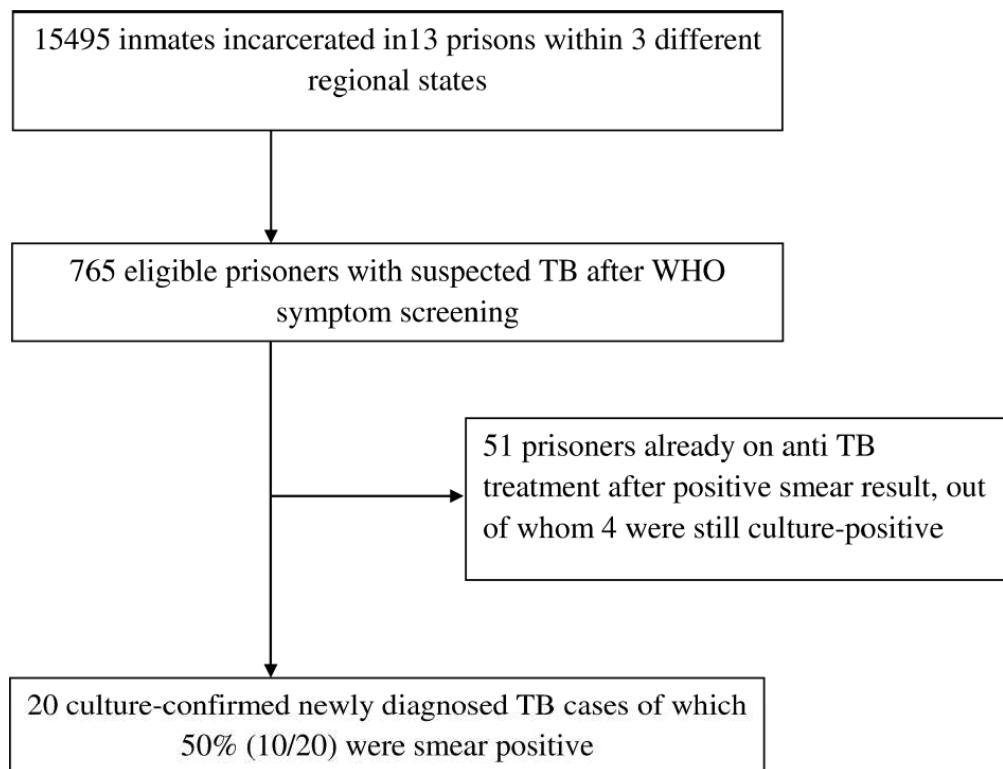 15495 inmates incarcerated in13 prisons within 3 different
regional states
765 eligible prisoners with suspected TB after WHO
symptom screening
51 prisoners already on anti TB
treatment after positive smear result, out
of whom 4 were still culture-positive
20 culture-confirmed newly diagnosed TB cases of which
50% (10/20) were smear positive